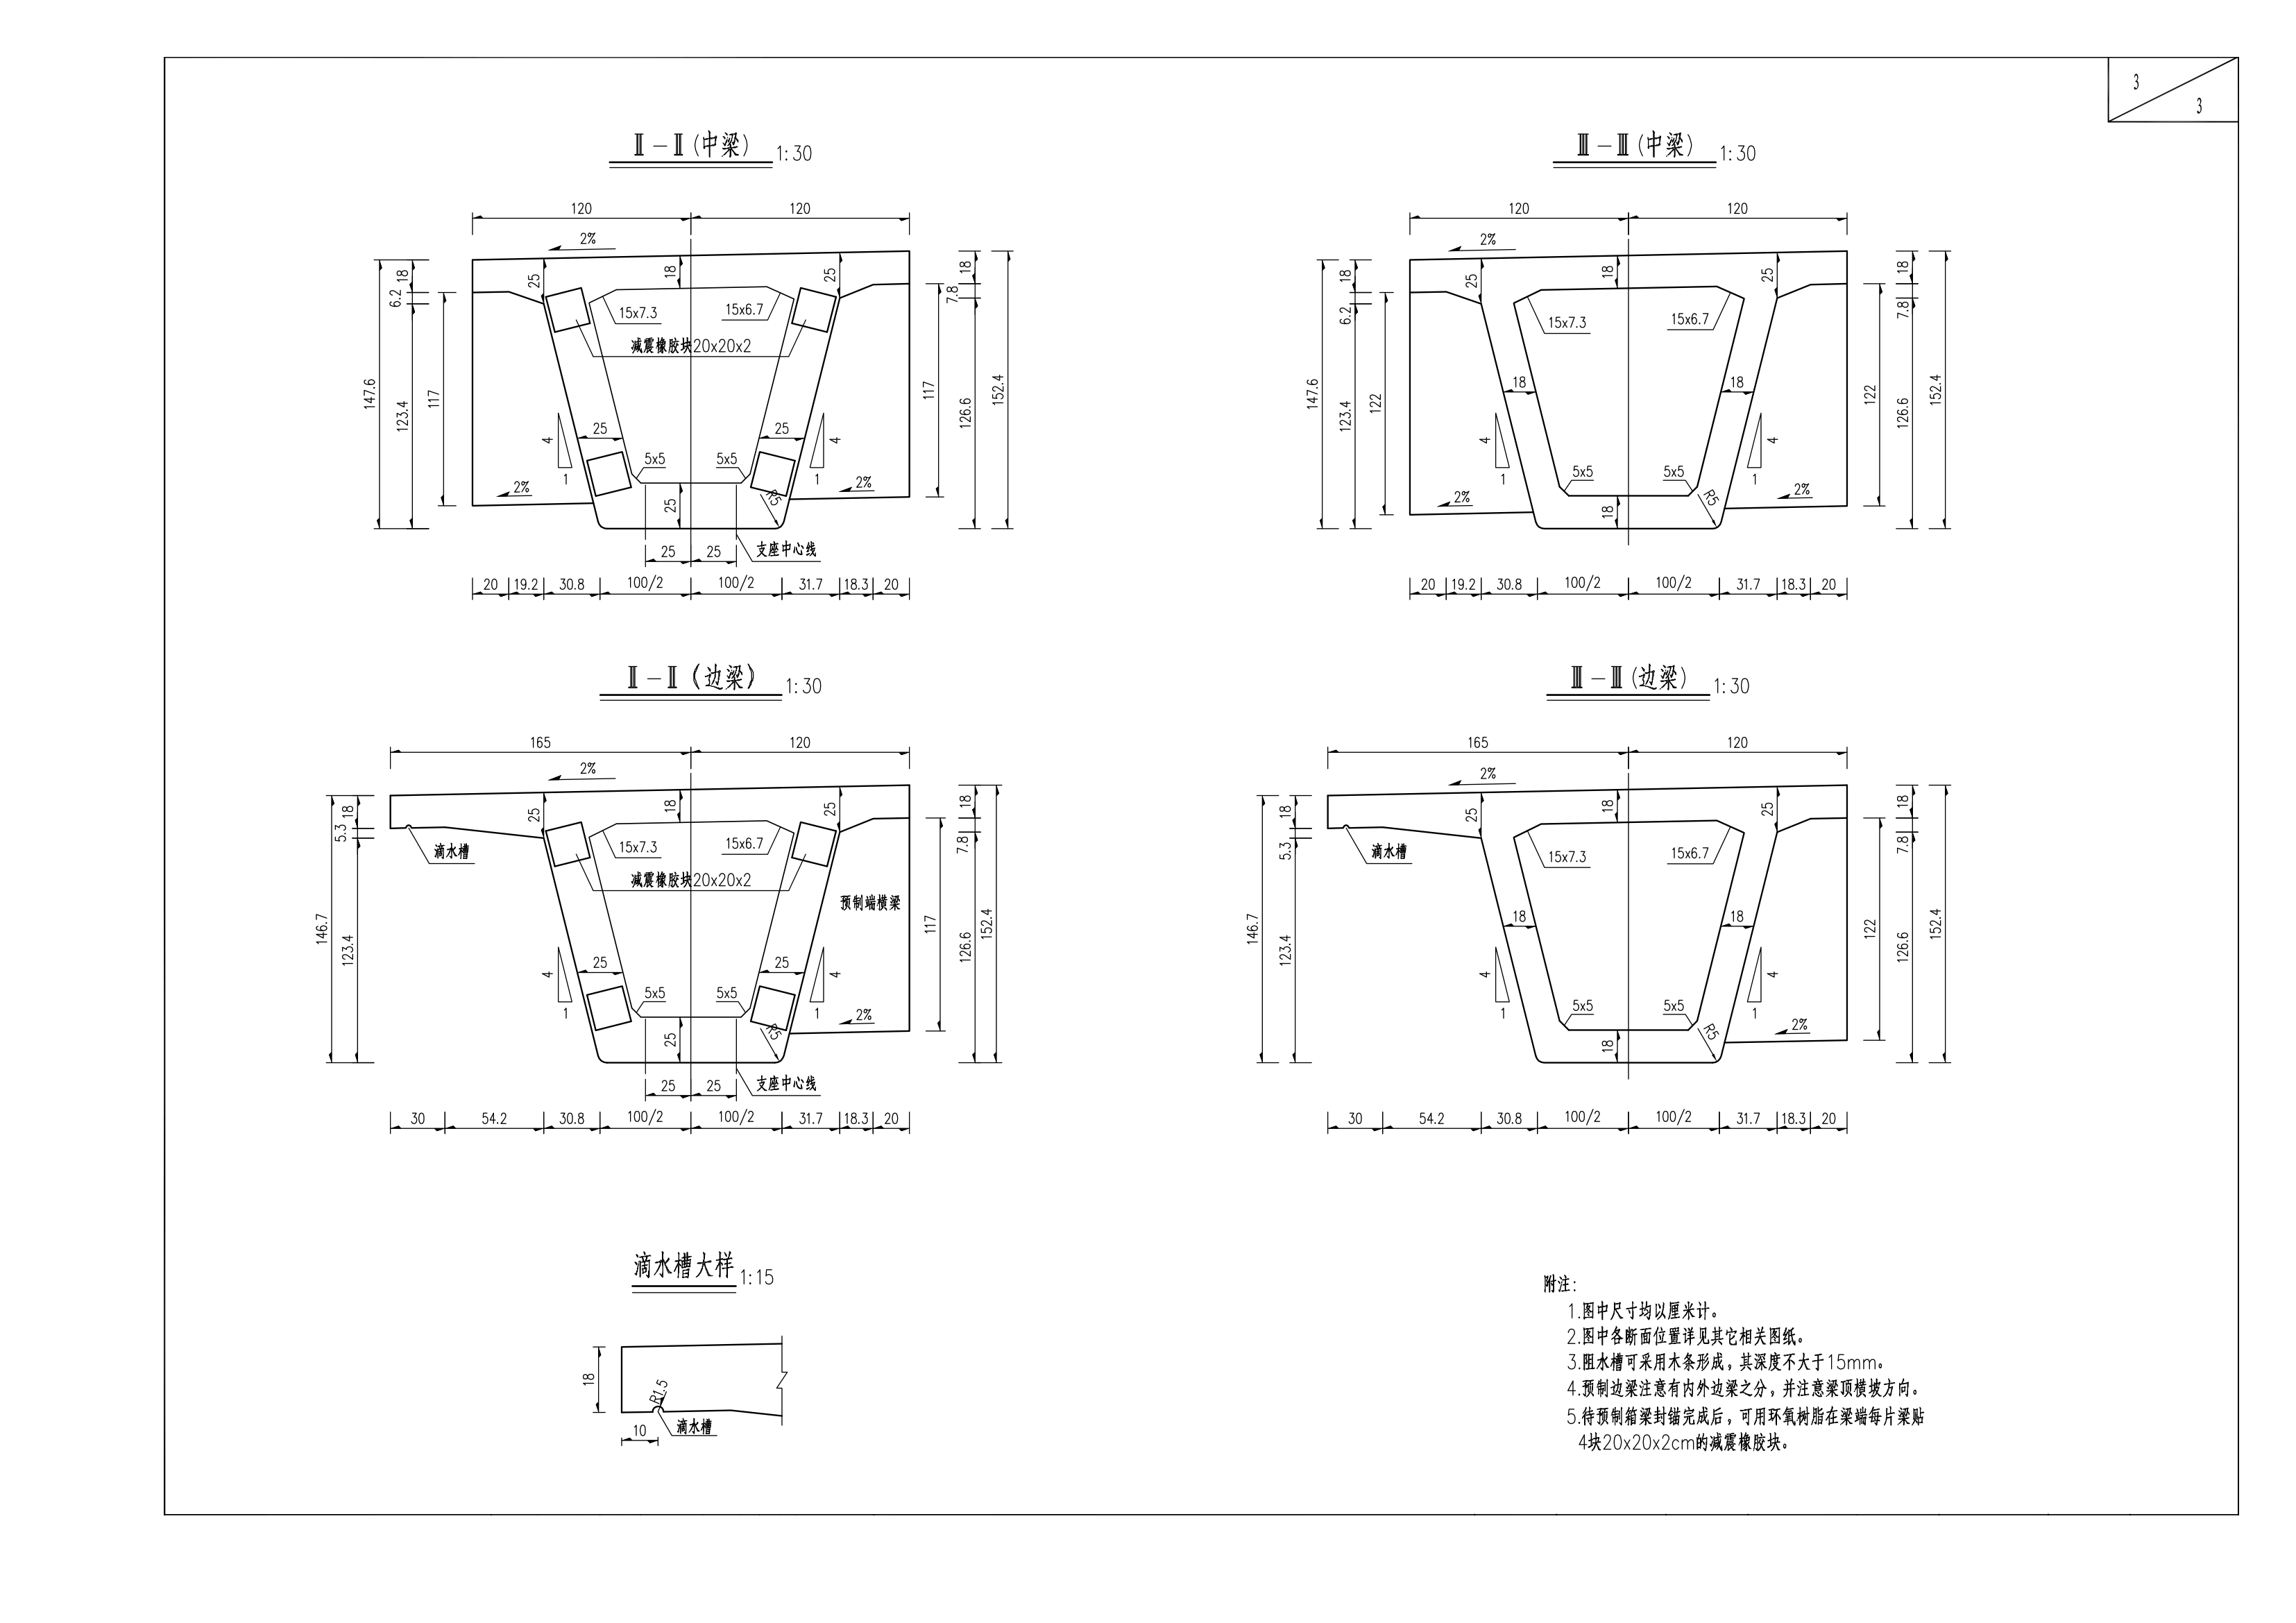 3
3
Ⅱ-Ⅱ(中梁) 1:30
120 120
2%
18 6.2 147.6 123.4 117
25 18 25
15x7.3 15x6.7
减震橡胶块20x20x2
18 7.8 117 126.6 152.4
25 25
4 1 4 1
5x5 5x5
2% 2%
25 R5
25 25 支座中心线
20 19.2 30.8 100/2 100/2 31.7 18.3 20
Ⅲ-Ⅲ(中梁) 1:30
120 120
2%
18 6.2 147.6 123.4 122
25 18 25
15x7.3 15x6.7
18 7.8 122 126.6 152.4
18 18
4 1 4 1
5x5 5x5
2% 2%
18 R5
20 19.2 30.8 100/2 100/2 31.7 18.3 20
Ⅱ-Ⅱ(边梁) 1:30
165 120
2%
18 5.3 146.7 123.4
滴水槽
25 18 25
15x7.3 15x6.7
减震橡胶块20x20x2
预制端横梁
18 7.8 117 126.6 152.4
25 25
4 1 4 1
5x5 5x5
2%
25 R5
25 25 支座中心线
30 54.2 30.8 100/2 100/2 31.7 18.3 20
Ⅲ-Ⅲ(边梁) 1:30
165 120
2%
18 5.3 146.7 123.4
滴水槽
25 18 25
15x7.3 15x6.7
18 7.8 122 126.6 152.4
18 18
4 1 4 1
5x5 5x5
2%
18 R5
30 54.2 30.8 100/2 100/2 31.7 18.3 20
滴水槽大样 1:15
18
R1.5
滴水槽
10
附注:
1.图中尺寸均以厘米计。
2.图中各断面位置详见其它相关图纸。
3.阻水槽可采用木条形成，其深度不大于15mm。
4.预制边梁注意有内外边梁之分，并注意梁顶横坡方向。
5.待预制箱梁封锚完成后，可用环氧树脂在梁端每片梁贴
4块20x20x2cm的减震橡胶块。